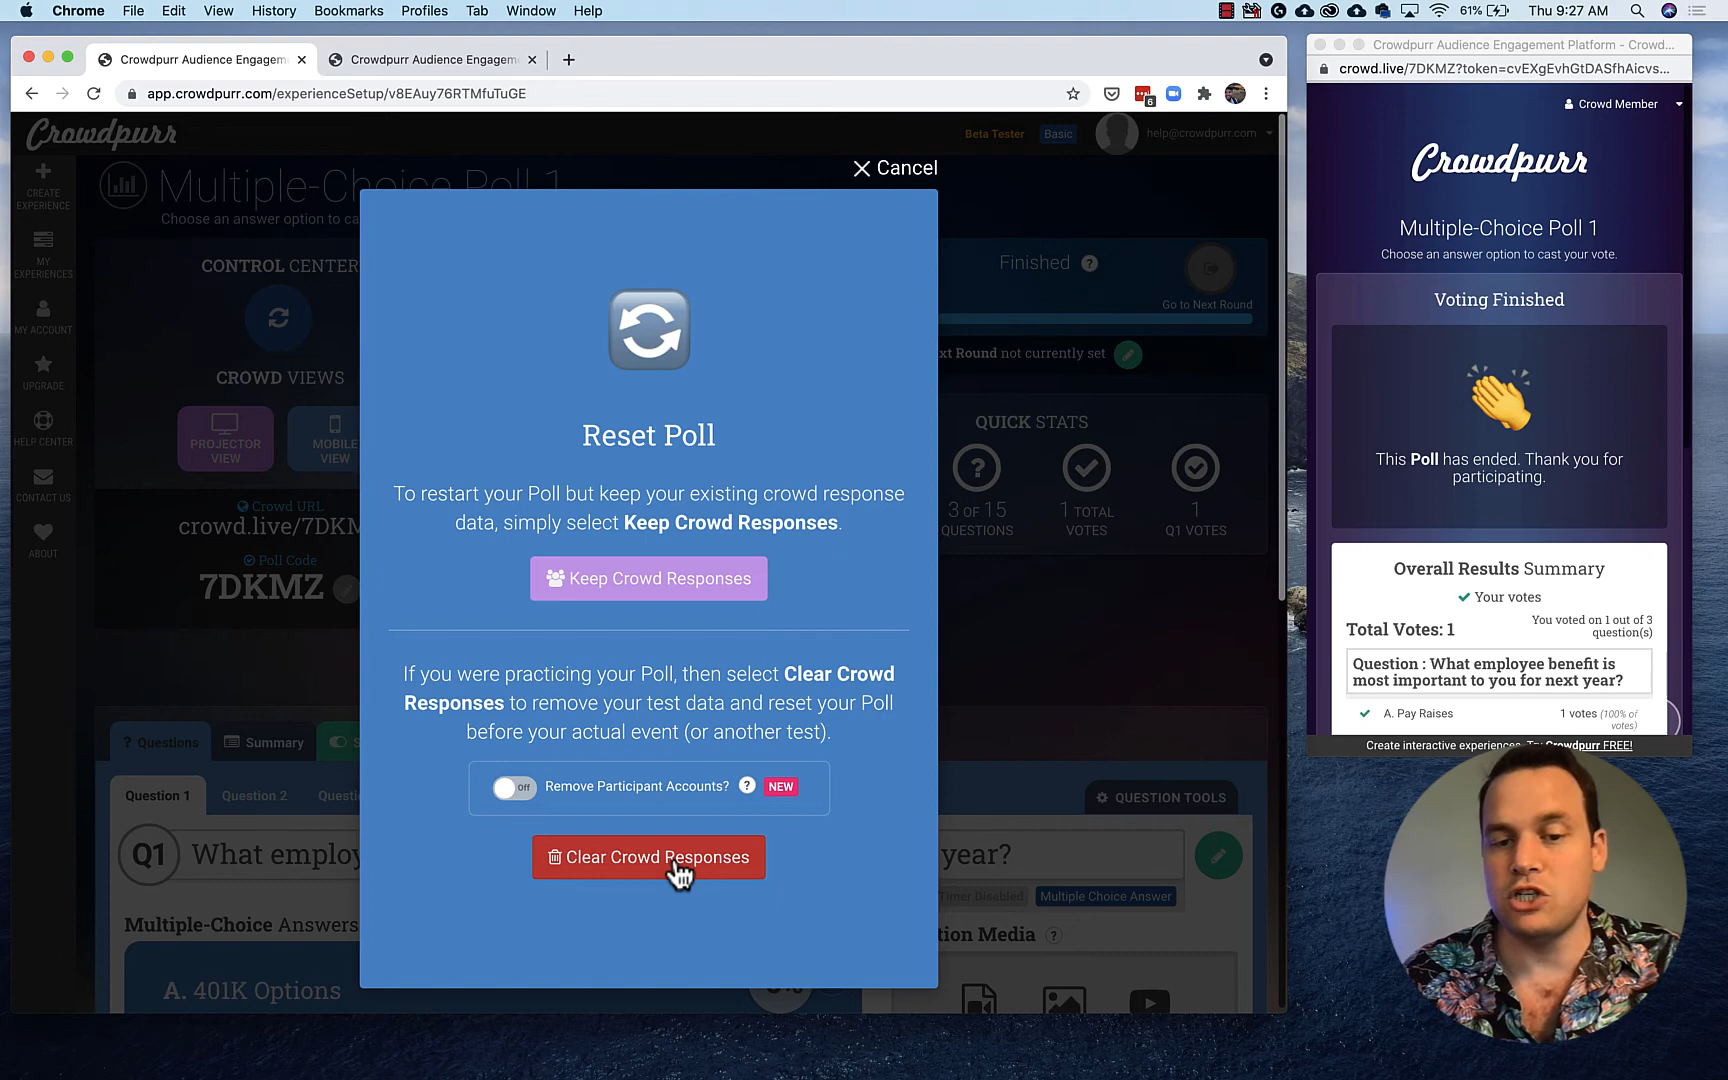 Chrome File Edit View History Bookmarks Profiles Tab Window Help
61% Thu 9:27 AM
Crowdpurr Audience Engagem
Crowdpurr Audience Engagem
app.crowdpurr.com/experienceSetup/v8EAuy76RTMfuTuGE
6
Crowdpurr
Beta Tester
Basic
help@crowdpurr.com
CREATE
EXPERIENCE
MY
EXPERIENCES
MY ACCOUNT
UPGRADE
HELP CENTER
CONTACT US
ABOUT
Multiple-Choice Poll 1
Choose an answer option to ca
CONTROL CENTER
CROWD VIEWS
PROJECTOR
VIEW
MOBILE
VIEW
Crowd URL
crowd.live/7DKM
Poll Code
7DKMZ
Cancel
Reset Poll
To restart your Poll but keep your existing crowd response
data, simply select Keep Crowd Responses.
Keep Crowd Responses
If you were practicing your Poll, then select Clear Crowd
Responses to remove your test data and reset your Poll
before your actual event (or another test).
Off Remove Participant Accounts? ? NEW
Clear Crowd Responses
Finished ?
Go to Next Round
xt Round not currently set
QUICK STATS
3 OF 15
QUESTIONS
1 TOTAL
VOTES
1
Q1 VOTES
? Questions
Summary
S
Question 1
Question 2
Questi
QUESTION TOOLS
Q1
What employ
year?
Timer Disabled
Multiple Choice Answer
Multiple-Choice Answers
tion Media ?
A. 401K Options
Crowdpurr Audience Engagement Platform - Crowd...
crowd.live/7DKMZ?token=cvEXgEvhGtDASfhAicvs...
Crowd Member
Crowdpurr
Multiple-Choice Poll 1
Choose an answer option to cast your vote.
Voting Finished
This Poll has ended. Thank you for
participating.
Overall Results Summary
Your votes
Total Votes: 1
You voted on 1 out of 3
question(s)
Question : What employee benefit is
most important to you for next year?
A. Pay Raises
1 votes (100% of
votes)
Create interactive experiences. Try Crowdpurr FREE!